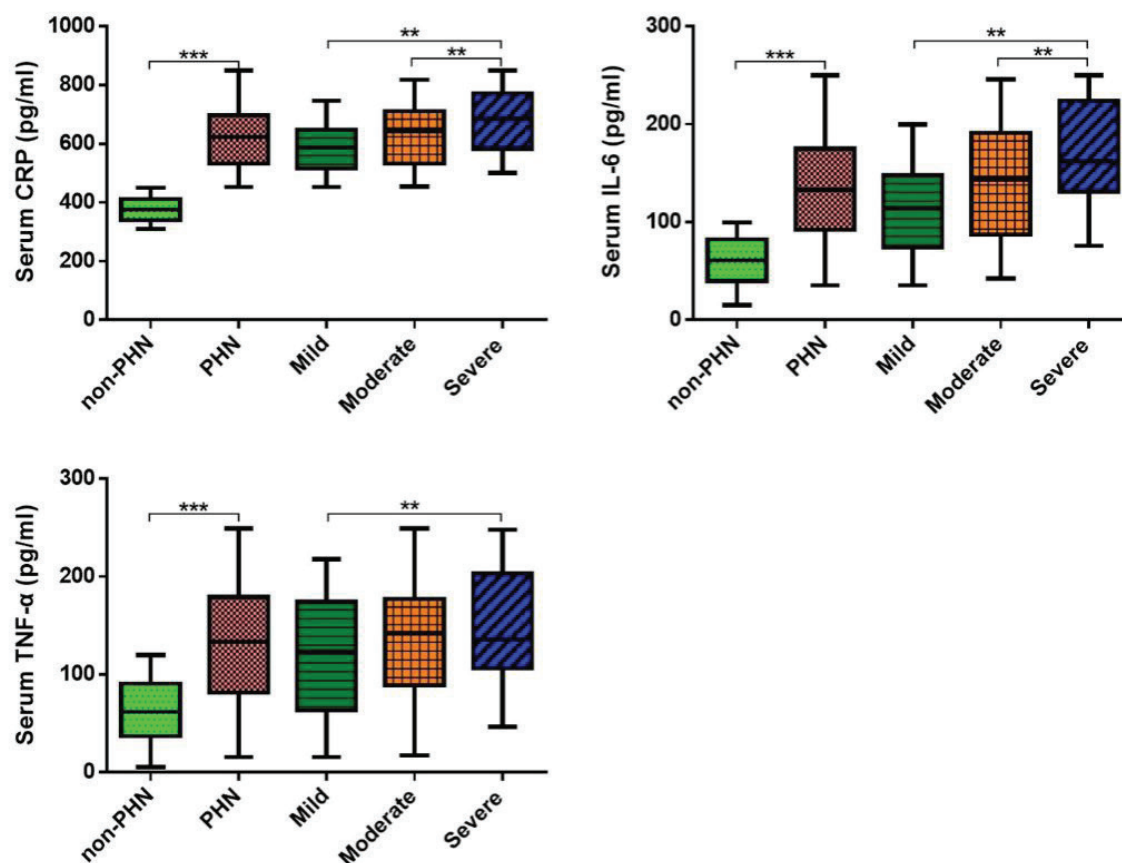 Serum CRP (pg/ml)
1000
800
600
400
200
0
***
**
**
non-PHN
PHN
Mild
Moderate
Severe
Serum IL-6 (pg/ml)
300
200
100
0
***
**
**
non-PHN
PHN
Mild
Moderate
Severe
Serum TNF-α (pg/ml)
300
200
100
0
***
**
non-PHN
PHN
Mild
Moderate
Severe